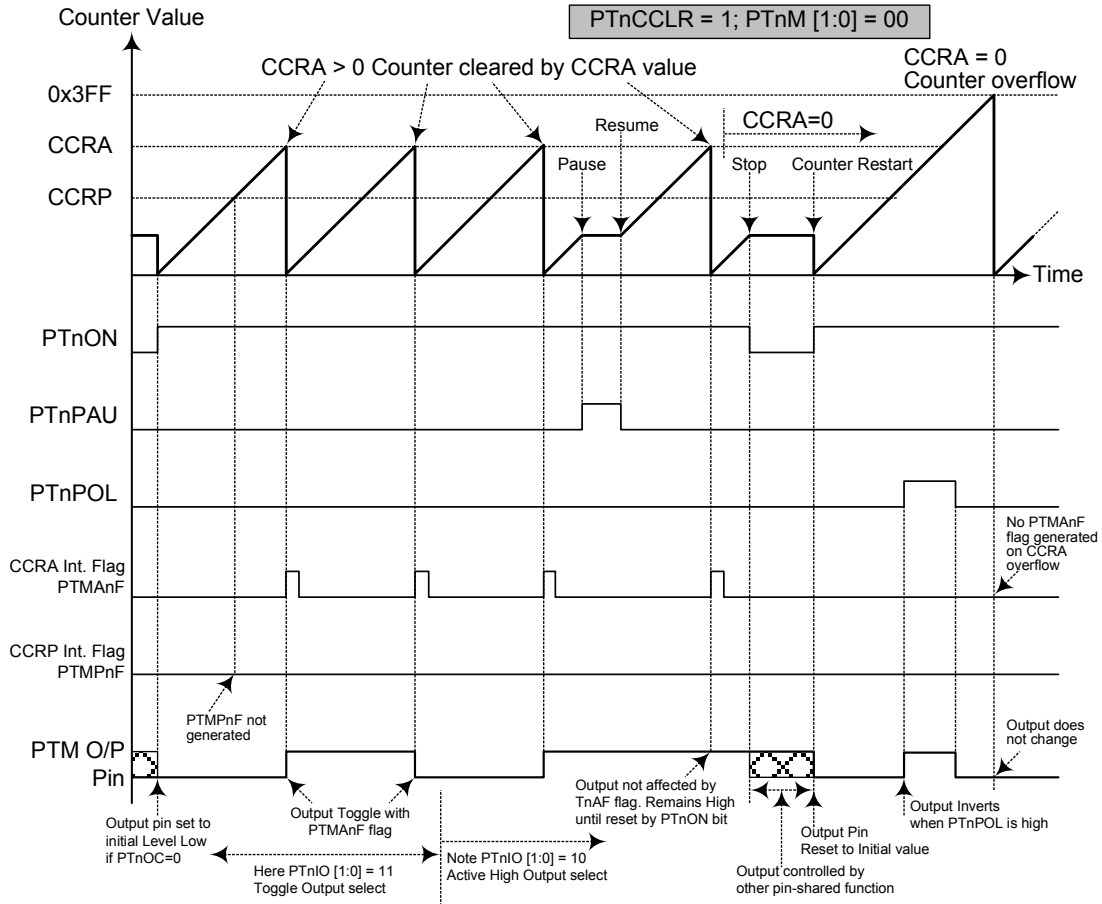 Counter Value
PTnCCLR = 1; PTnM [1:0] = 00
CCRA > 0 Counter cleared by CCRA value
CCRA = 0
Counter overflow
0x3FF
CCRA
CCRP
Resume
CCRA=0
Pause
Stop
Counter Restart
Time
PTnON
PTnPAU
PTnPOL
No PTMAnF
flag generated
on CCRA
overflow
CCRA Int. Flag
PTMAnF
CCRP Int. Flag
PTMPnF
PTMPnF not
generated
PTM O/P
Pin
Output does
not change
Output pin set to
initial Level Low
if PTnOC=0
Output Toggle with
PTMAnF flag
Output not affected by
TnAF flag. Remains High
until reset by PTnON bit
Output Inverts
when PTnPOL is high
Output Pin
Reset to Initial value
Here PTnIO [1:0] = 11
Toggle Output select
Note PTnIO [1:0] = 10
Active High Output select
Output controlled by
other pin-shared function